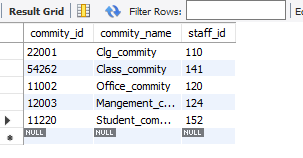 Result Grid Filter Rows: Ed
commity_id commity_name staff_id
22001 Clg_commity 110
54262 Class_commity 141
11002 Office_commity 120
12003 Mangement_c... 124
11220 Student_com... 152
NULL NULL NULL